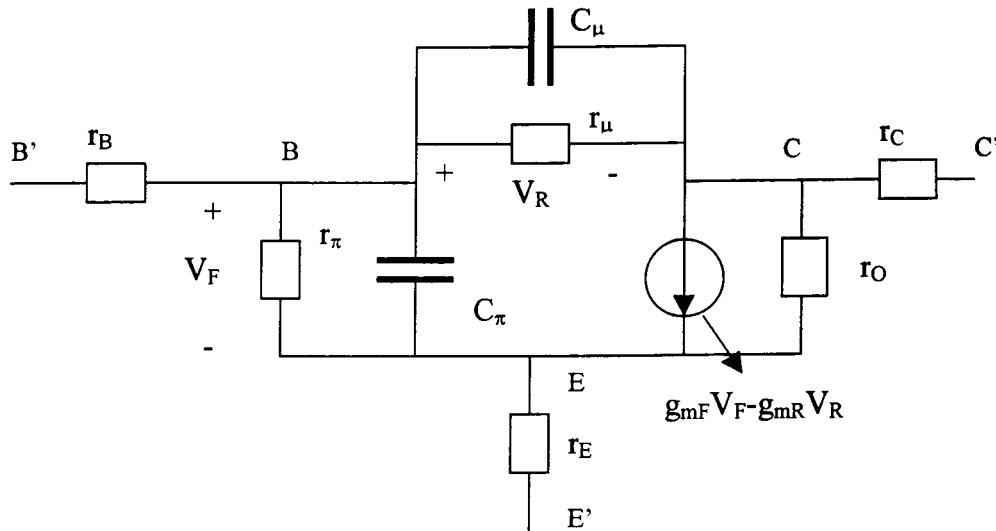 Cμ
B'
rB
B
rμ
C
rC
C'
+
+
-
VR
VF
rπ
rO
-
Cπ
E
gmFVF-gmRVR
rE
E'